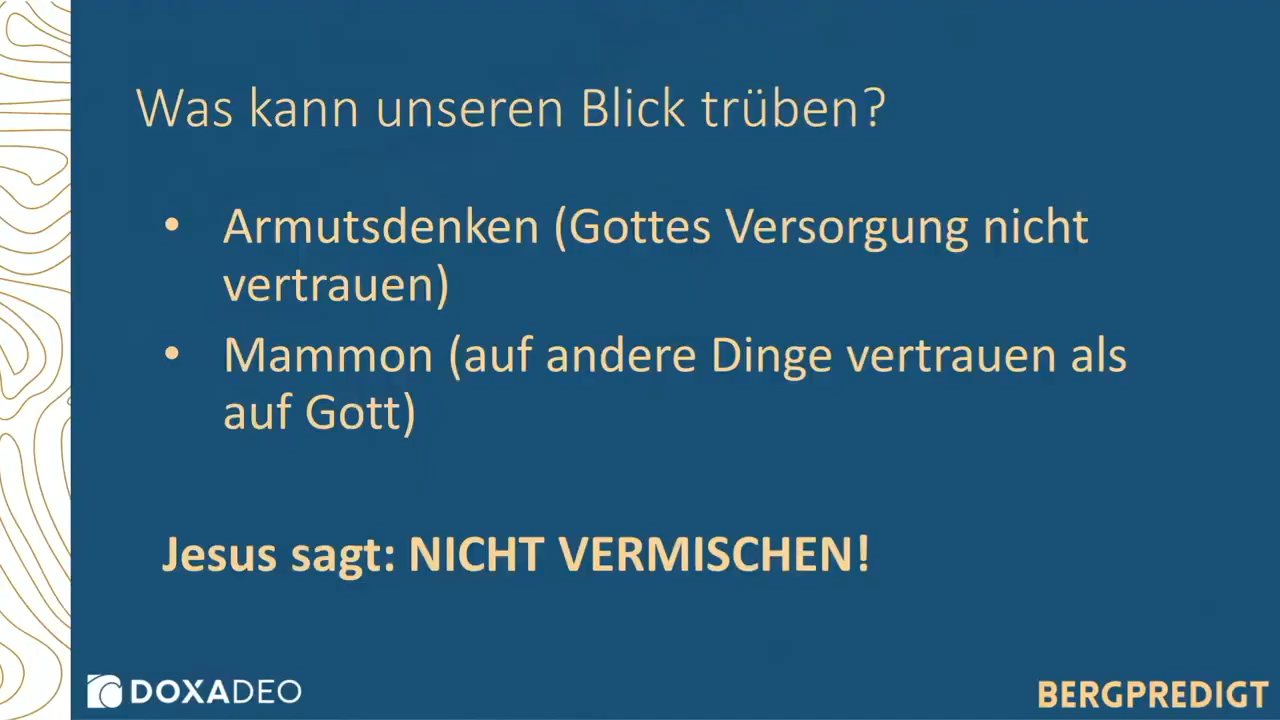 Was kann unseren Blick trüben?
• Armutsdenken (Gottes Versorgung nicht
vertrauen)
• Mammon (auf andere Dinge vertrauen als
auf Gott)
Jesus sagt: NICHT VERMISCHEN!
DOXADEO
BERGPREDIGT